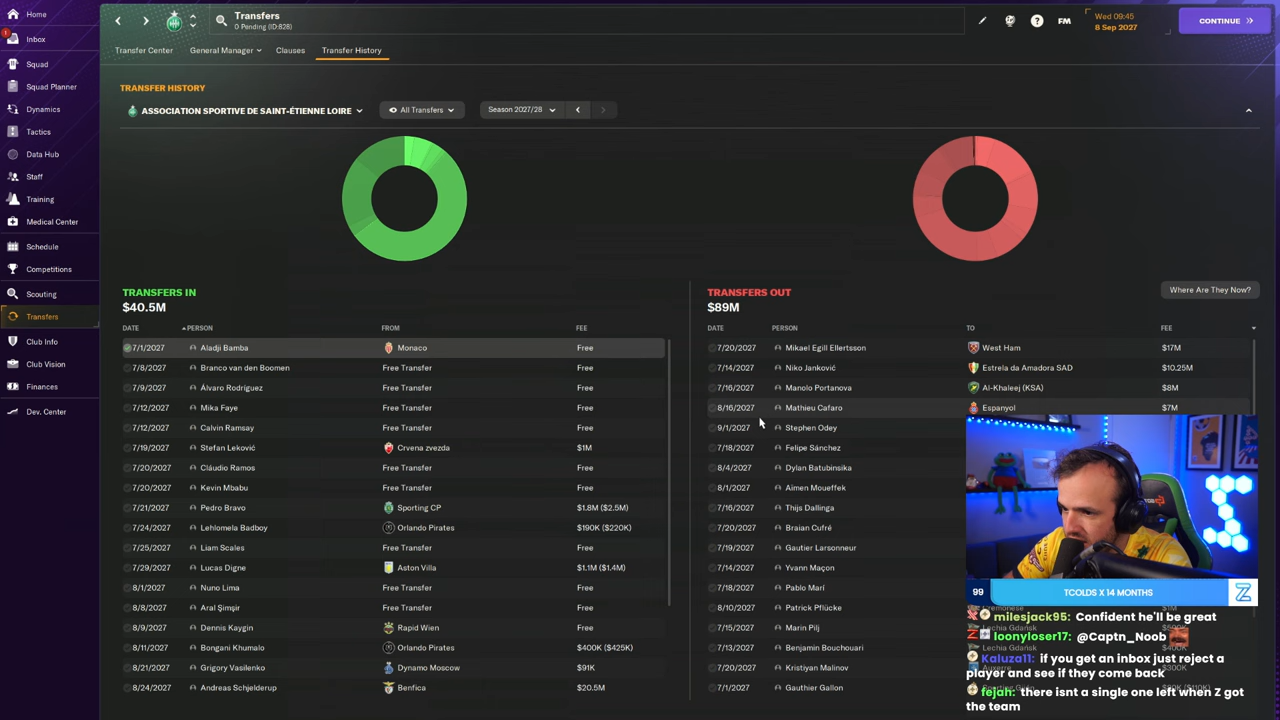 Home
Inbox
Squad
Squad Planner
Dynamics
Tactics
Data Hub
Staff
Training
Medical Center
Schedule
Competitions
Scouting
Transfers
Club Info
Club Vision
Finances
Dev. Center
Transfers
0 Pending (ID:828)
FM
Wed 09:45
8 Sep 2027
CONTINUE
Transfer Center
General Manager
Clauses
Transfer History
TRANSFER HISTORY
ASSOCIATION SPORTIVE DE SAINT-ÉTIENNE LOIRE
All Transfers
Season 2027/28
TRANSFERS IN
$40.5M
DATE PERSON FROM FEE
7/1/2027 Aladji Bamba Monaco Free
7/8/2027 Branco van den Boomen Free Transfer Free
7/9/2027 Álvaro Rodríguez Free Transfer Free
7/12/2027 Mika Faye Free Transfer Free
7/12/2027 Calvin Ramsay Free Transfer Free
7/19/2027 Stefan Leković Crvena zvezda $1M
7/20/2027 Cláudio Ramos Free Transfer Free
7/20/2027 Kevin Mbabu Free Transfer Free
7/21/2027 Pedro Bravo Sporting CP $1.8M ($2.5M)
7/24/2027 Lehlomela Badboy Orlando Pirates $190K ($220K)
7/25/2027 Liam Scales Free Transfer Free
7/29/2027 Lucas Digne Aston Villa $1.1M ($1.4M)
8/1/2027 Nuno Lima Free Transfer Free
8/8/2027 Aral Şimşir Free Transfer Free
8/9/2027 Dennis Kaygin Rapid Wien Free
8/11/2027 Bongani Khumalo Orlando Pirates $400K ($425K)
8/21/2027 Grigory Vasilenko Dynamo Moscow $91K
8/24/2027 Andreas Schjelderup Benfica $20.5M
TRANSFERS OUT
$89M
Where Are They Now?
DATE PERSON TO FEE
7/20/2027 Mikael Egill Ellertsson West Ham $17M
7/14/2027 Niko Janković Estrela da Amadora SAD $10.25M
7/16/2027 Manolo Portanova Al-Khaleej (KSA) $8M
8/16/2027 Mathieu Cafaro Espanyol $7M
9/1/2027 Stephen Odey
7/18/2027 Felipe Sánchez
8/4/2027 Dylan Batubinsika
8/1/2027 Aïmen Moueffek
7/16/2027 Thijs Dallinga
7/20/2027 Braian Cufré
7/19/2027 Gautier Larsonneur
7/14/2027 Yvann Maçon
7/18/2027 Pablo Marí
8/10/2027 Patrick Pflücke
7/15/2027 Marin Pilj
7/13/2027 Benjamin Bouchouari
7/20/2027 Kristiyan Malinov
7/1/2027 Gauthier Gallon
99 TCOLDS X 14 MONTHS
milesjack95: Confident he'll be great
loonyloser17: @Captn_Noob
Kaluza11: if you get an inbox just reject a
player and see if they come back
fejah: there isnt a single one left when Z got
the team